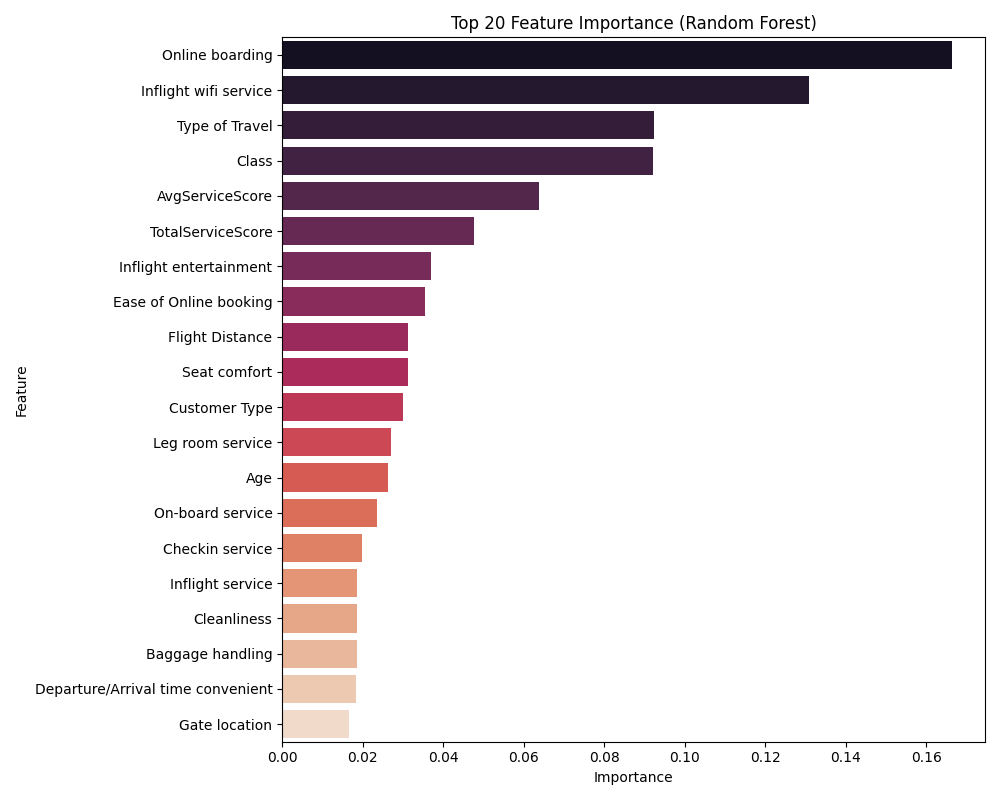 Top 20 Feature Importance (Random Forest)
Online boarding
Inflight wifi service
Type of Travel
Class
AvgServiceScore
TotalServiceScore
Inflight entertainment
Ease of Online booking
Flight Distance
Seat comfort
Customer Type
Leg room service
Age
On-board service
Checkin service
Inflight service
Cleanliness
Baggage handling
Departure/Arrival time convenient
Gate location
Feature
0.00 0.02 0.04 0.06 0.08 0.10 0.12 0.14 0.16
Importance